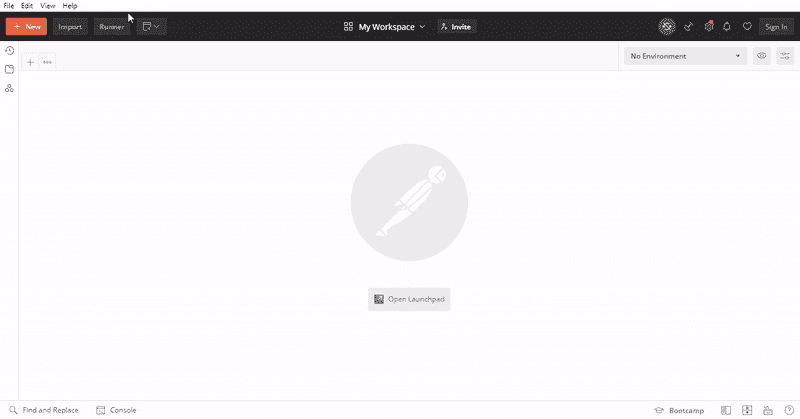 File Edit View Help
+ New Import Runner My Workspace Invite Sign In
No Environment
Open Launchpad
Find and Replace Console Bootcamp